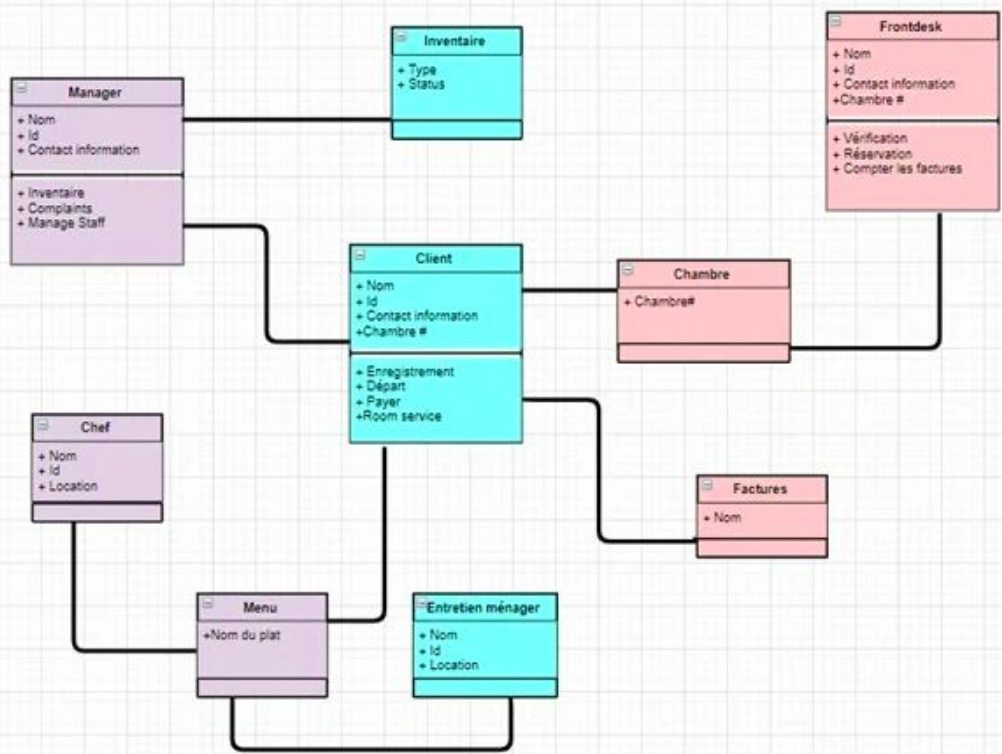 Inventaire
+ Type
+ Status
Frontdesk
+ Nom
+ Id
+ Contact information
+Chambre #
+ Vérification
+ Réservation
+ Compter les factures
Manager
+ Nom
+ Id
+ Contact information
+ Inventaire
+ Complaints
+ Manage Staff
Client
+ Nom
+ Id
+ Contact information
+Chambre #
+ Enregistrement
+ Départ
+ Payer
+Room service
Chambre
+ Chambre#
Chef
+ Nom
+ Id
+ Location
Factures
+ Nom
Menu
+Nom du plat
Entretien ménager
+ Nom
+ Id
+ Location